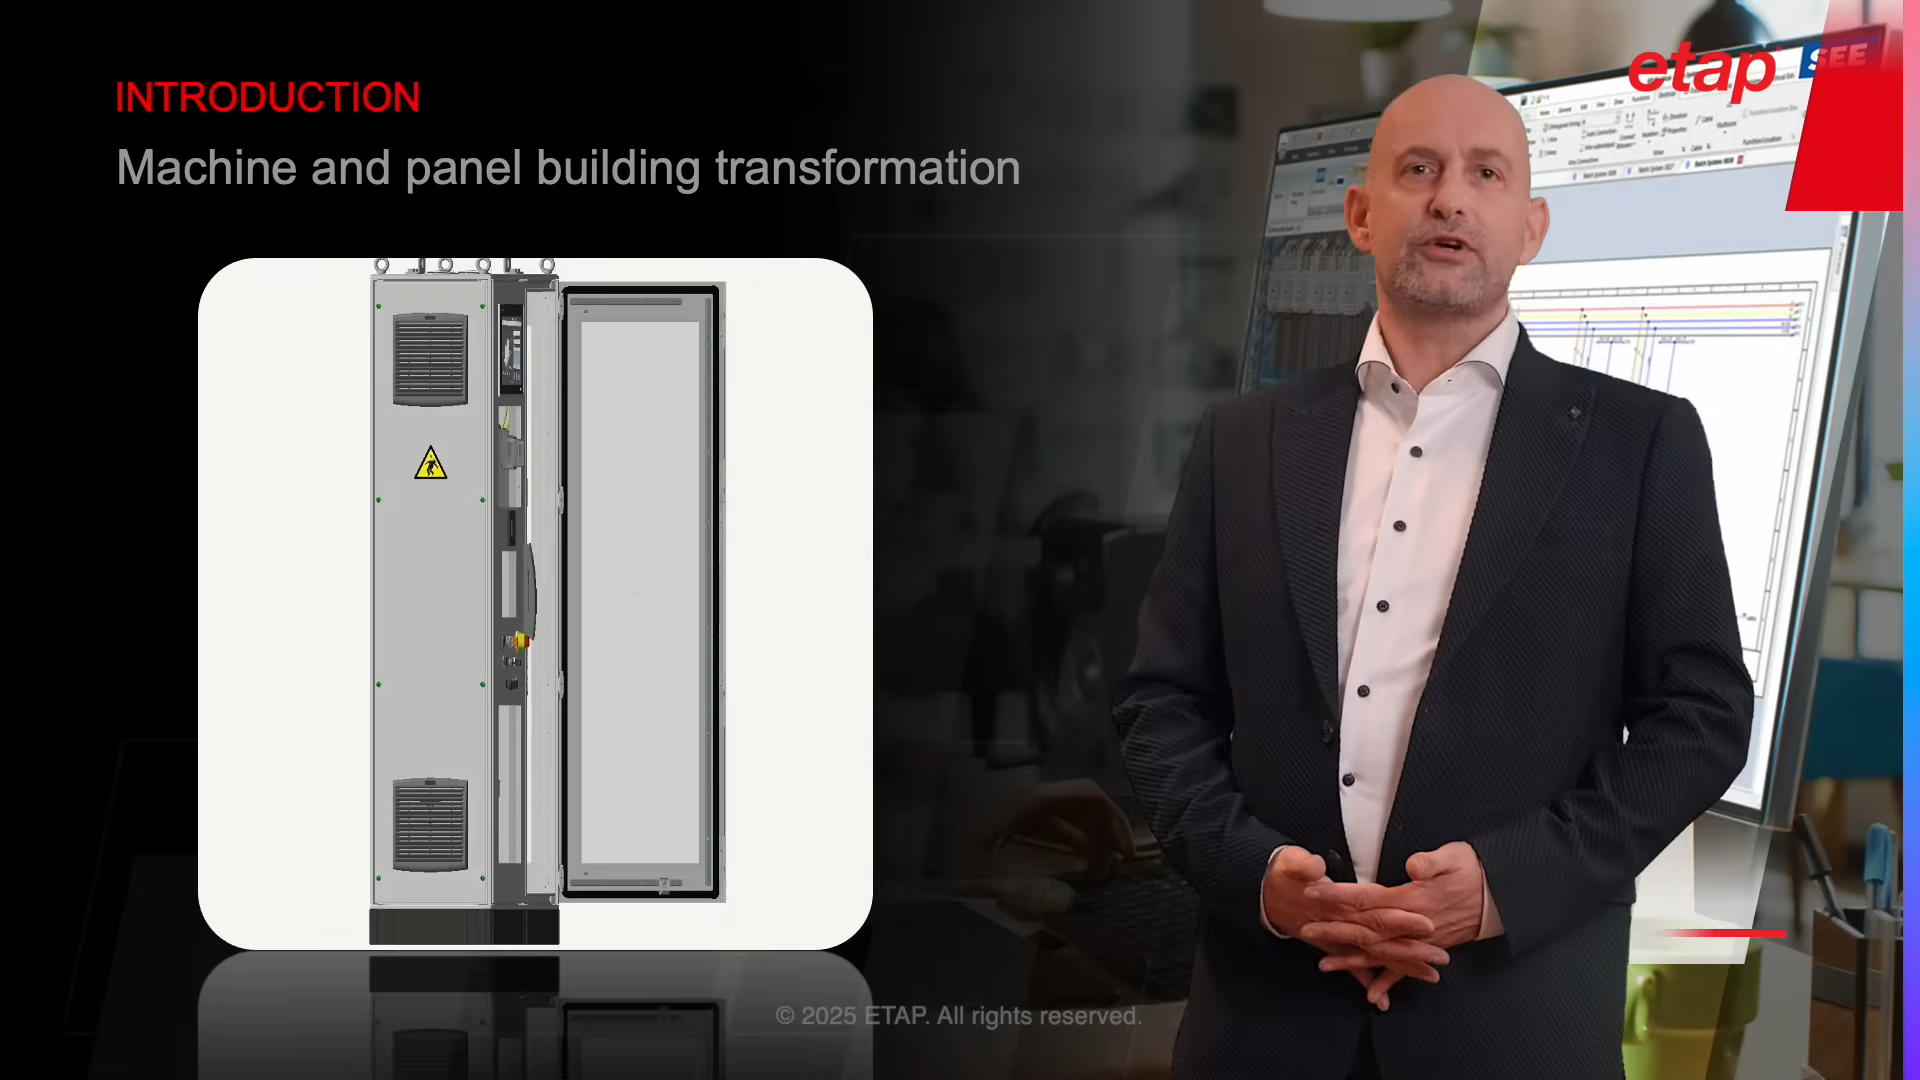 INTRODUCTION
Machine and panel building transformation
etap
SEE
© 2025 ETAP. All rights reserved.